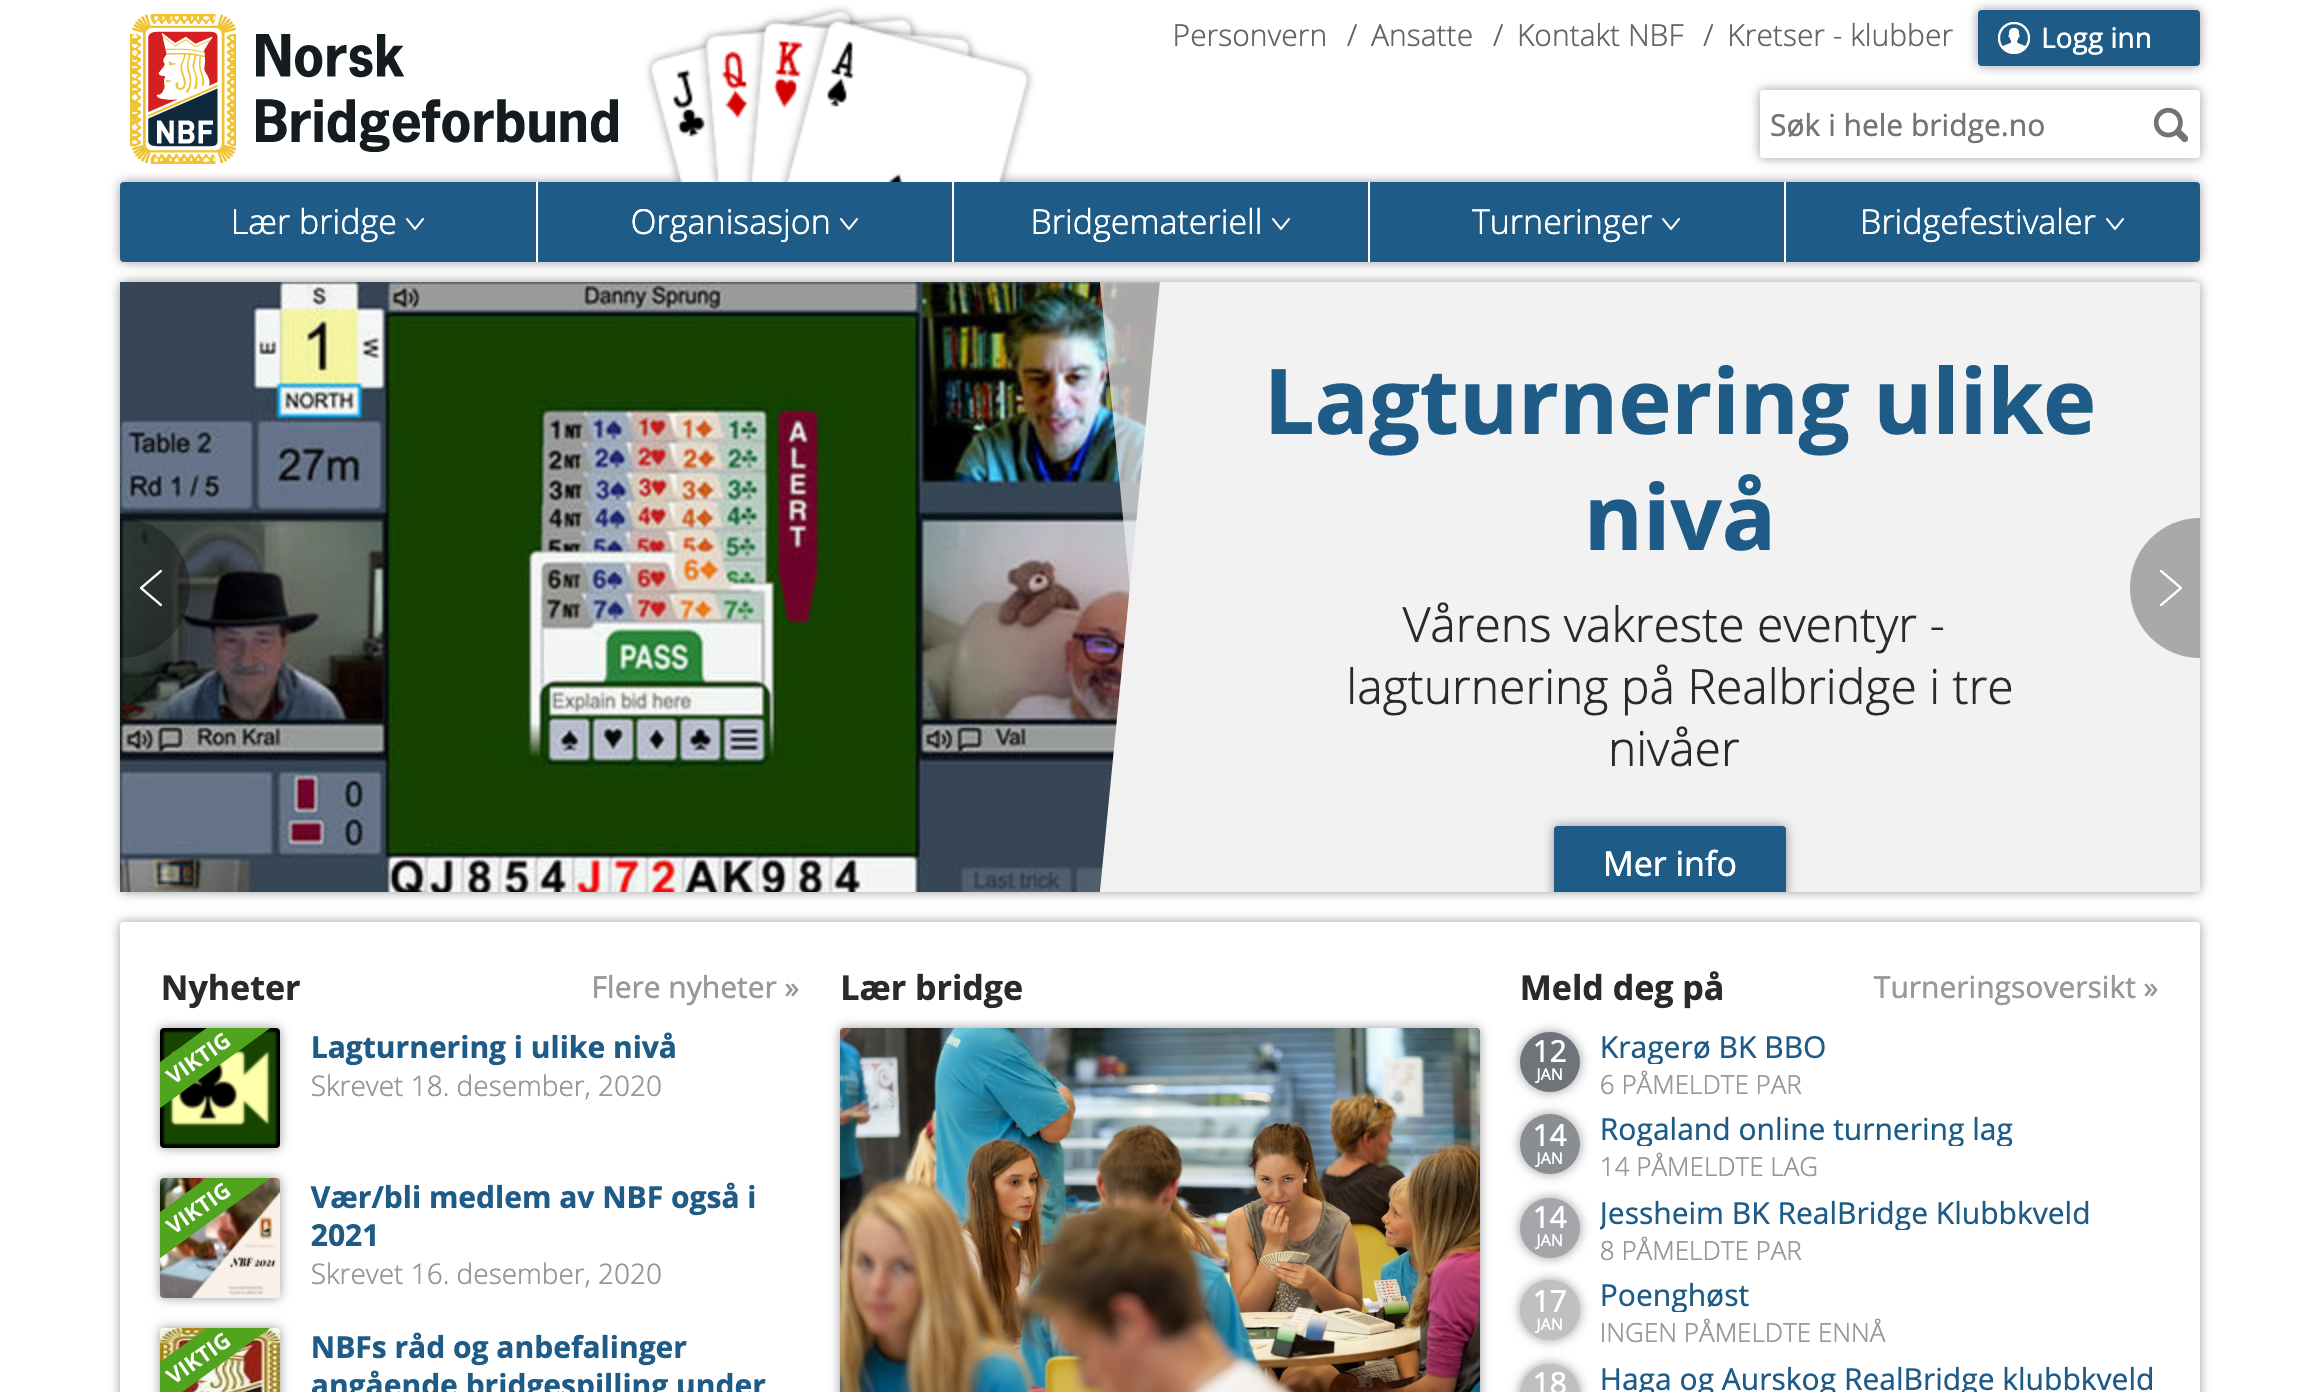 Norsk
Bridgeforbund
NBF
J
Q
K
A
Personvern / Ansatte / Kontakt NBF / Kretser - klubber
Logg inn
Søk i hele bridge.no
Lær bridge
Organisasjon
Bridgemateriell
Turneringer
Bridgefestivaler
S
E 1 W
NORTH
Table 2
Rd 1 / 5
27m
Danny Sprung
1NT 1♠ 1♥ 1♦ 1♣
2NT 2♠ 2♥ 2♦ 2♣
3NT 3♠ 3♥ 3♦ 3♣
4NT 4♠ 4♥ 4♦ 4♣
5NT 5♠ 5♥ 5♦ 5♣
6NT 6♠ 6♥ 6♦ 6♣
7NT 7♠ 7♥ 7♦ 7♣
ALERT
PASS
Explain bid here
Ron Kral
Val
0
0
QJ854J72AK984
Last trick
Lagturnering ulike
nivå
Vårens vakreste eventyr -
lagturnering på Realbridge i tre
nivåer
Mer info
Nyheter
Flere nyheter »
VIKTIG
Lagturnering i ulike nivå
Skrevet 18. desember, 2020
VIKTIG
NBF 2021
Vær/bli medlem av NBF også i
2021
Skrevet 16. desember, 2020
VIKTIG
NBFs råd og anbefalinger
angående bridgespilling under
Lær bridge
Meld deg på
Turneringsoversikt »
12
JAN
Kragerø BK BBO
6 PÅMELDTE PAR
14
JAN
Rogaland online turnering lag
14 PÅMELDTE LAG
14
JAN
Jessheim BK RealBridge Klubbkveld
8 PÅMELDTE PAR
17
JAN
Poenghøst
INGEN PÅMELDTE ENNÅ
18
Haga og Aurskog RealBridge klubbkveld